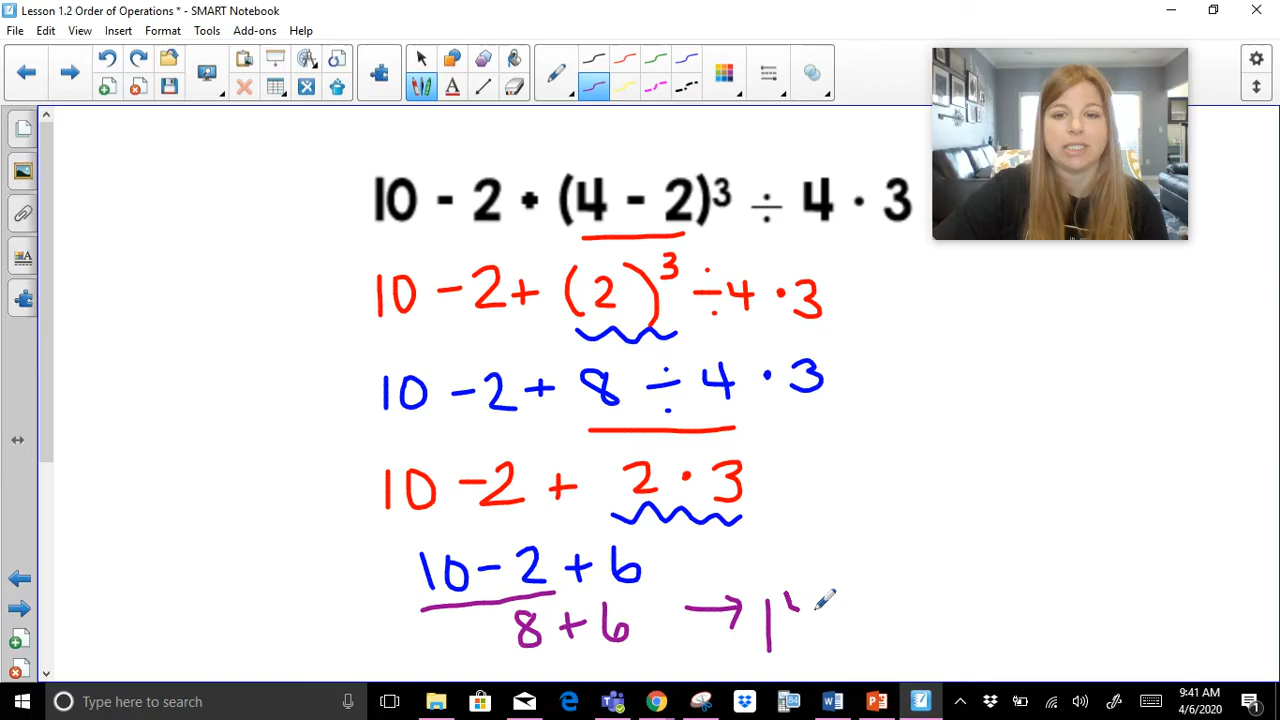 Lesson 1.2 Order of Operations * - SMART Notebook
File Edit View Insert Format Tools Add-ons Help
10 - 2 + (4 - 2)³ ÷ 4 · 3
10 - 2 + (2)³ ÷ 4 · 3
10 - 2 + 8 ÷ 4 · 3
10 - 2 + 2 · 3
10 - 2 + 6
8 + 6 → 1
Type here to search
9:41 AM
4/6/2020